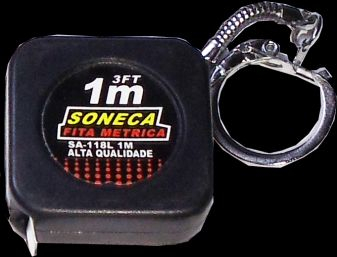 3FT
1m
SONECA
FITA METRICA
SA-118L 1M
ALTA QUALIDADE